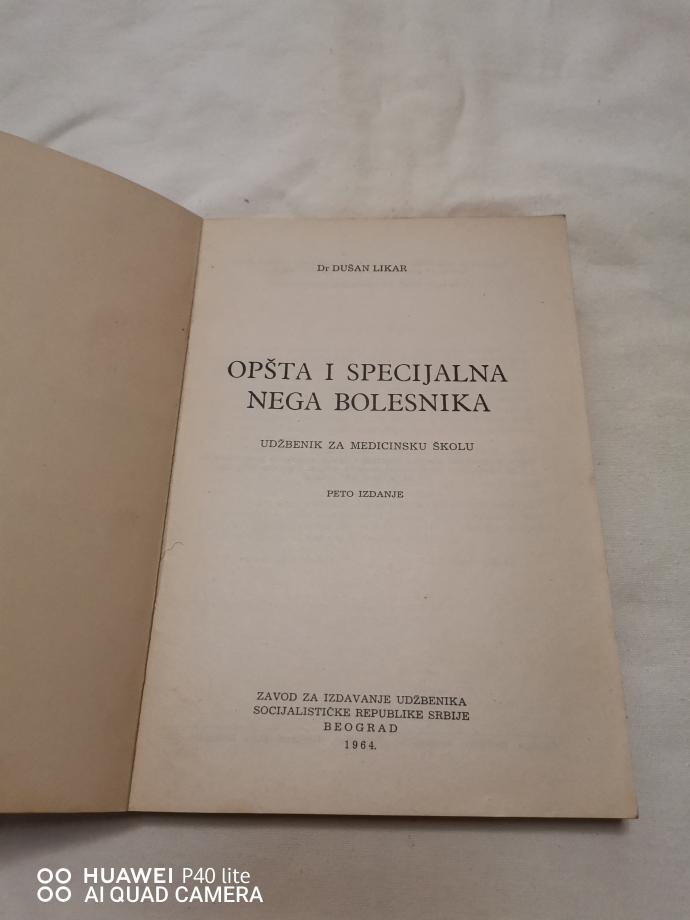 Dr DUŠAN LIKAR
OPŠTA I SPECIJALNA
NEGA BOLESNIKA
UDŽBENIK ZA MEDICINSKU ŠKOLU
PETO IZDANJE
ZAVOD ZA IZDAVANJE UDŽBENIKA
SOCIJALISTIČKE REPUBLIKE SRBIJE
BEOGRAD
1964.
HUAWEI P40 lite
AI QUAD CAMERA